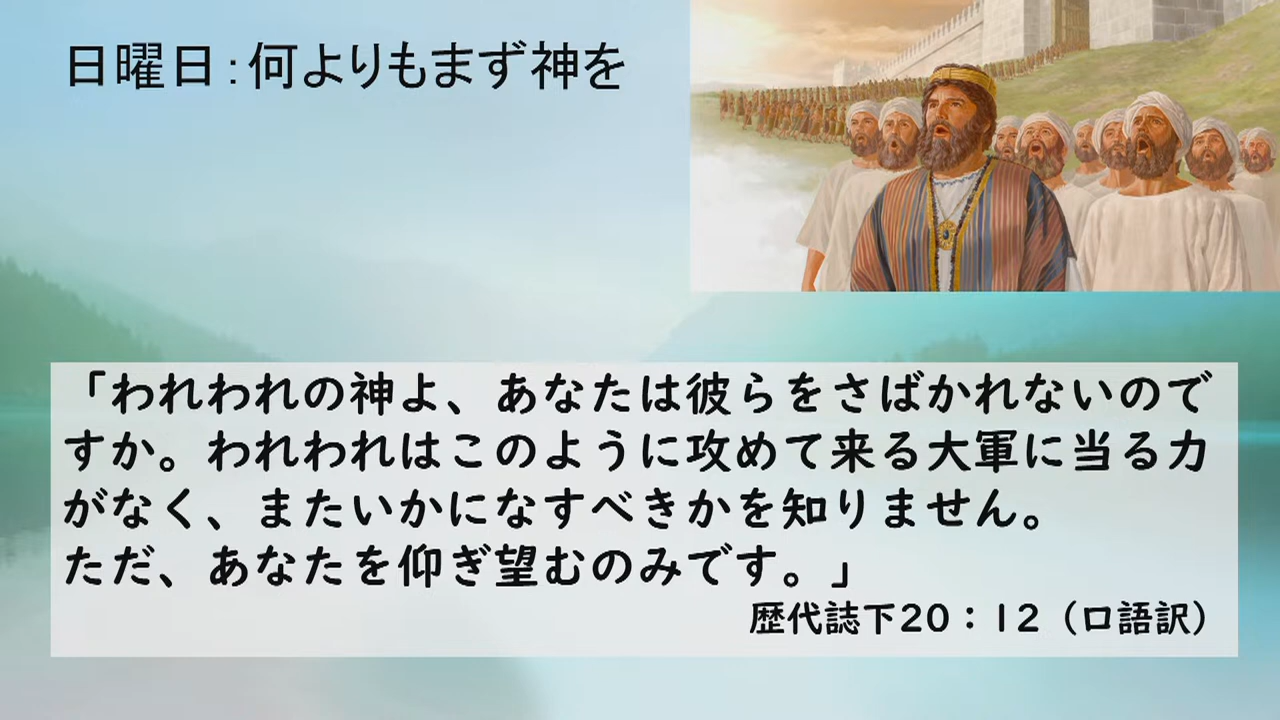 日曜日：何よりもまず神を
「われわれの神よ、あなたは彼らをさばかれないので
すか。われわれはこのように攻めて来る大軍に当る力
がなく、またいかになすべきかを知りません。
ただ、あなたを仰ぎ望むのみです。」
歴代誌下20：12（口語訳）